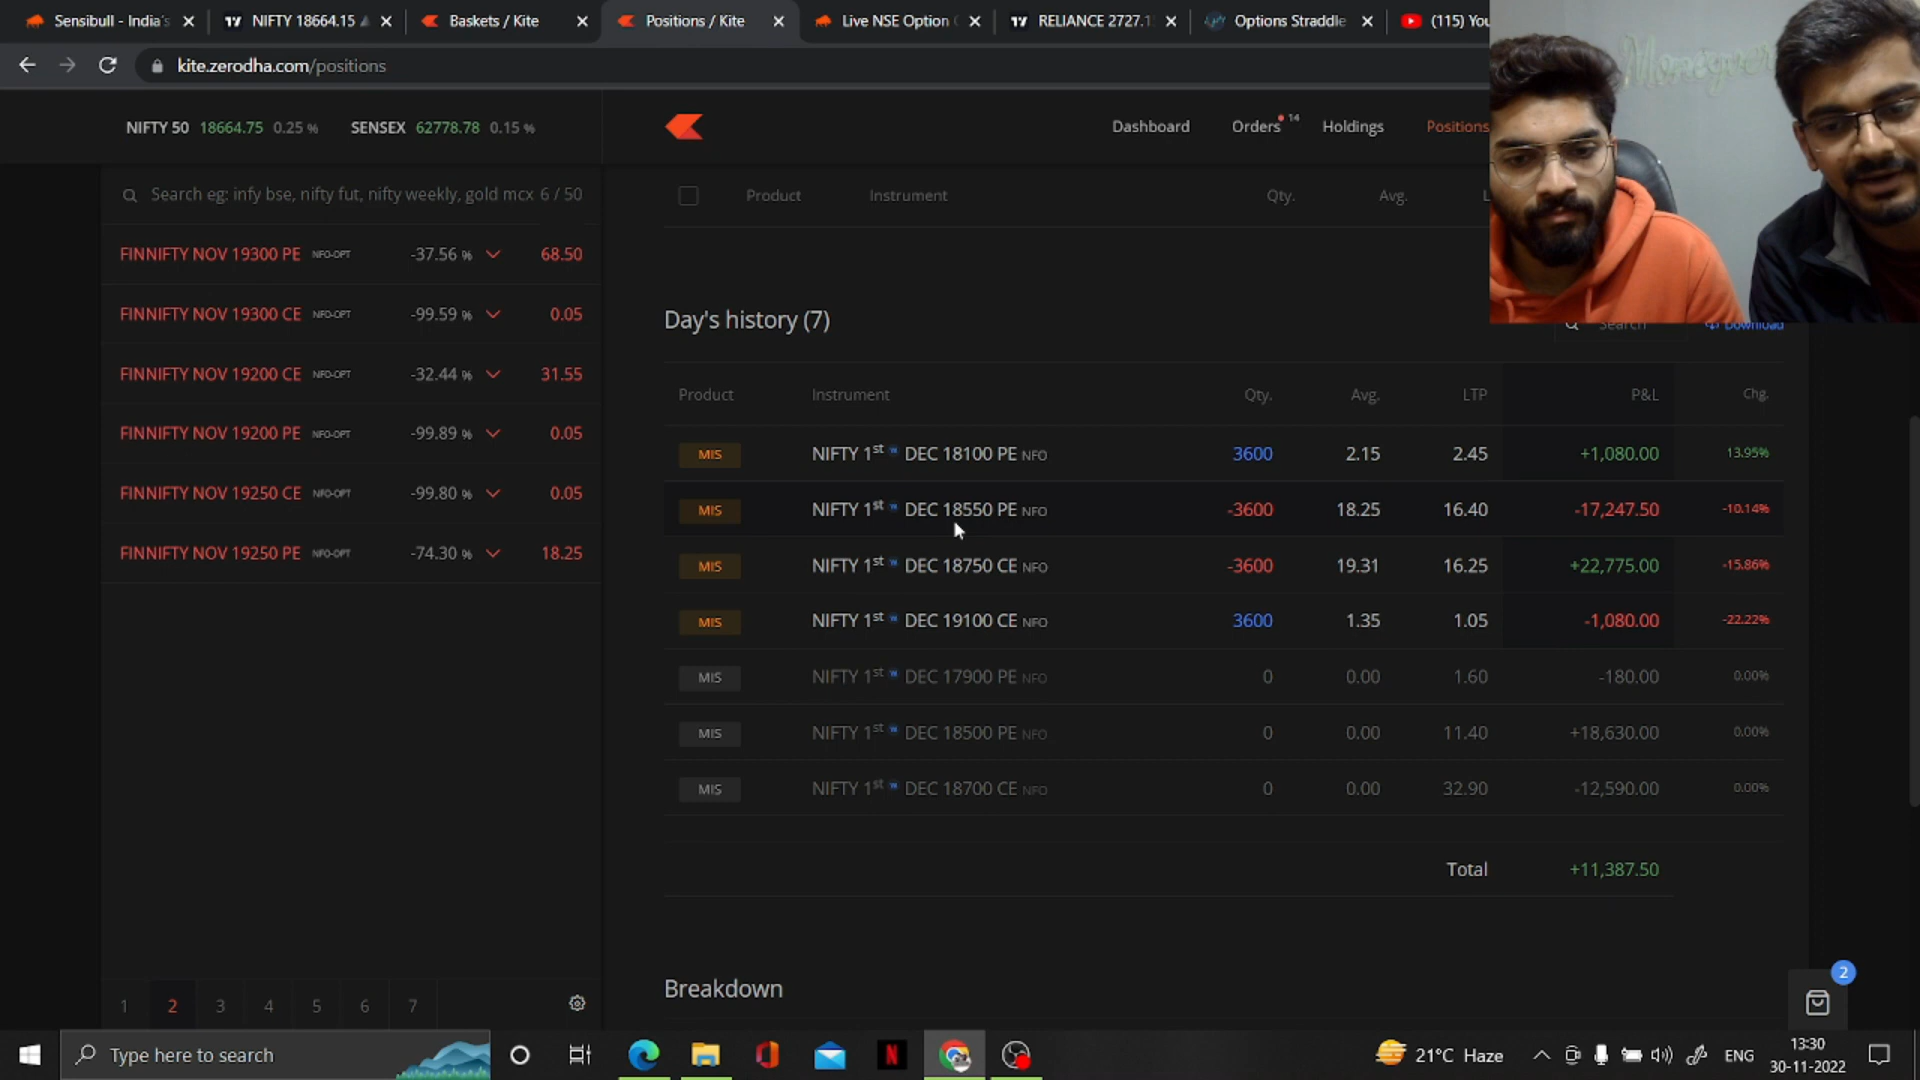 Sensibull - India's
NIFTY 18664.15
Baskets / Kite
Positions / Kite
Live NSE Option
RELIANCE 2727.1
Options Straddle
(115) You
kite.zerodha.com/positions
NIFTY 50 18664.75 0.25 % SENSEX 62778.78 0.15 %
Dashboard Orders 14 Holdings Positions
Search eg: infy bse, nifty fut, nifty weekly, gold mcx 6 / 50
Product Instrument Qty. Avg. L
FINNIFTY NOV 19300 PE NFO-OPT -37.56 % 68.50
FINNIFTY NOV 19300 CE NFO-OPT -99.59 % 0.05
FINNIFTY NOV 19200 CE NFO-OPT -32.44 % 31.55
FINNIFTY NOV 19200 PE NFO-OPT -99.89 % 0.05
FINNIFTY NOV 19250 CE NFO-OPT -99.80 % 0.05
FINNIFTY NOV 19250 PE NFO-OPT -74.30 % 18.25
Day's history (7)
Search Download
Product Instrument Qty. Avg. LTP P&L Chg.
MIS NIFTY 1st w DEC 18100 PE NFO 3600 2.15 2.45 +1,080.00 13.95%
MIS NIFTY 1st w DEC 18550 PE NFO -3600 18.25 16.40 -17,247.50 -10.14%
MIS NIFTY 1st w DEC 18750 CE NFO -3600 19.31 16.25 +22,775.00 -15.86%
MIS NIFTY 1st w DEC 19100 CE NFO 3600 1.35 1.05 -1,080.00 -22.22%
MIS NIFTY 1st w DEC 17900 PE NFO 0 0.00 1.60 -180.00 0.00%
MIS NIFTY 1st w DEC 18500 PE NFO 0 0.00 11.40 +18,630.00 0.00%
MIS NIFTY 1st w DEC 18700 CE NFO 0 0.00 32.90 -12,590.00 0.00%
Total +11,387.50
Breakdown
2
1 2 3 4 5 6 7
Type here to search
21°C Haze
ENG
13:30
30-11-2022